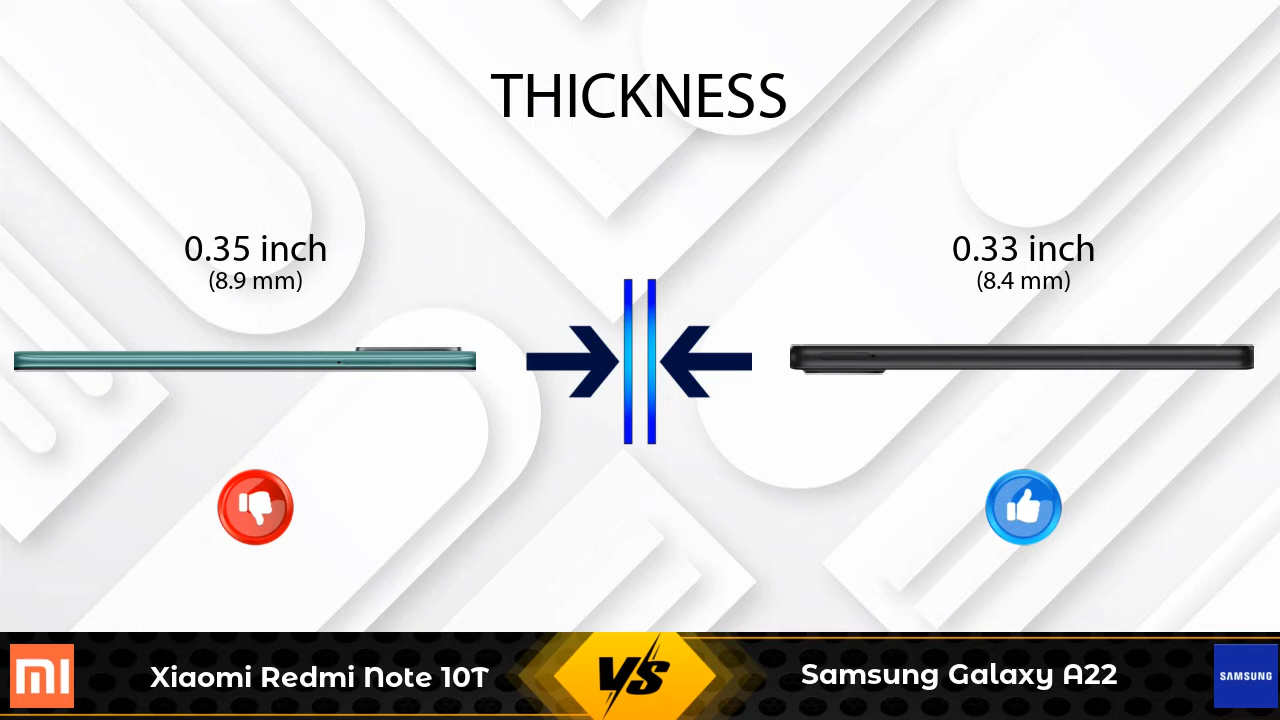 THICKNESS
0.35 inch
(8.9 mm)
0.33 inch
(8.4 mm)
MI
Xiaomi Redmi Note 10T
VS
Samsung Galaxy A22
SAMSUNG